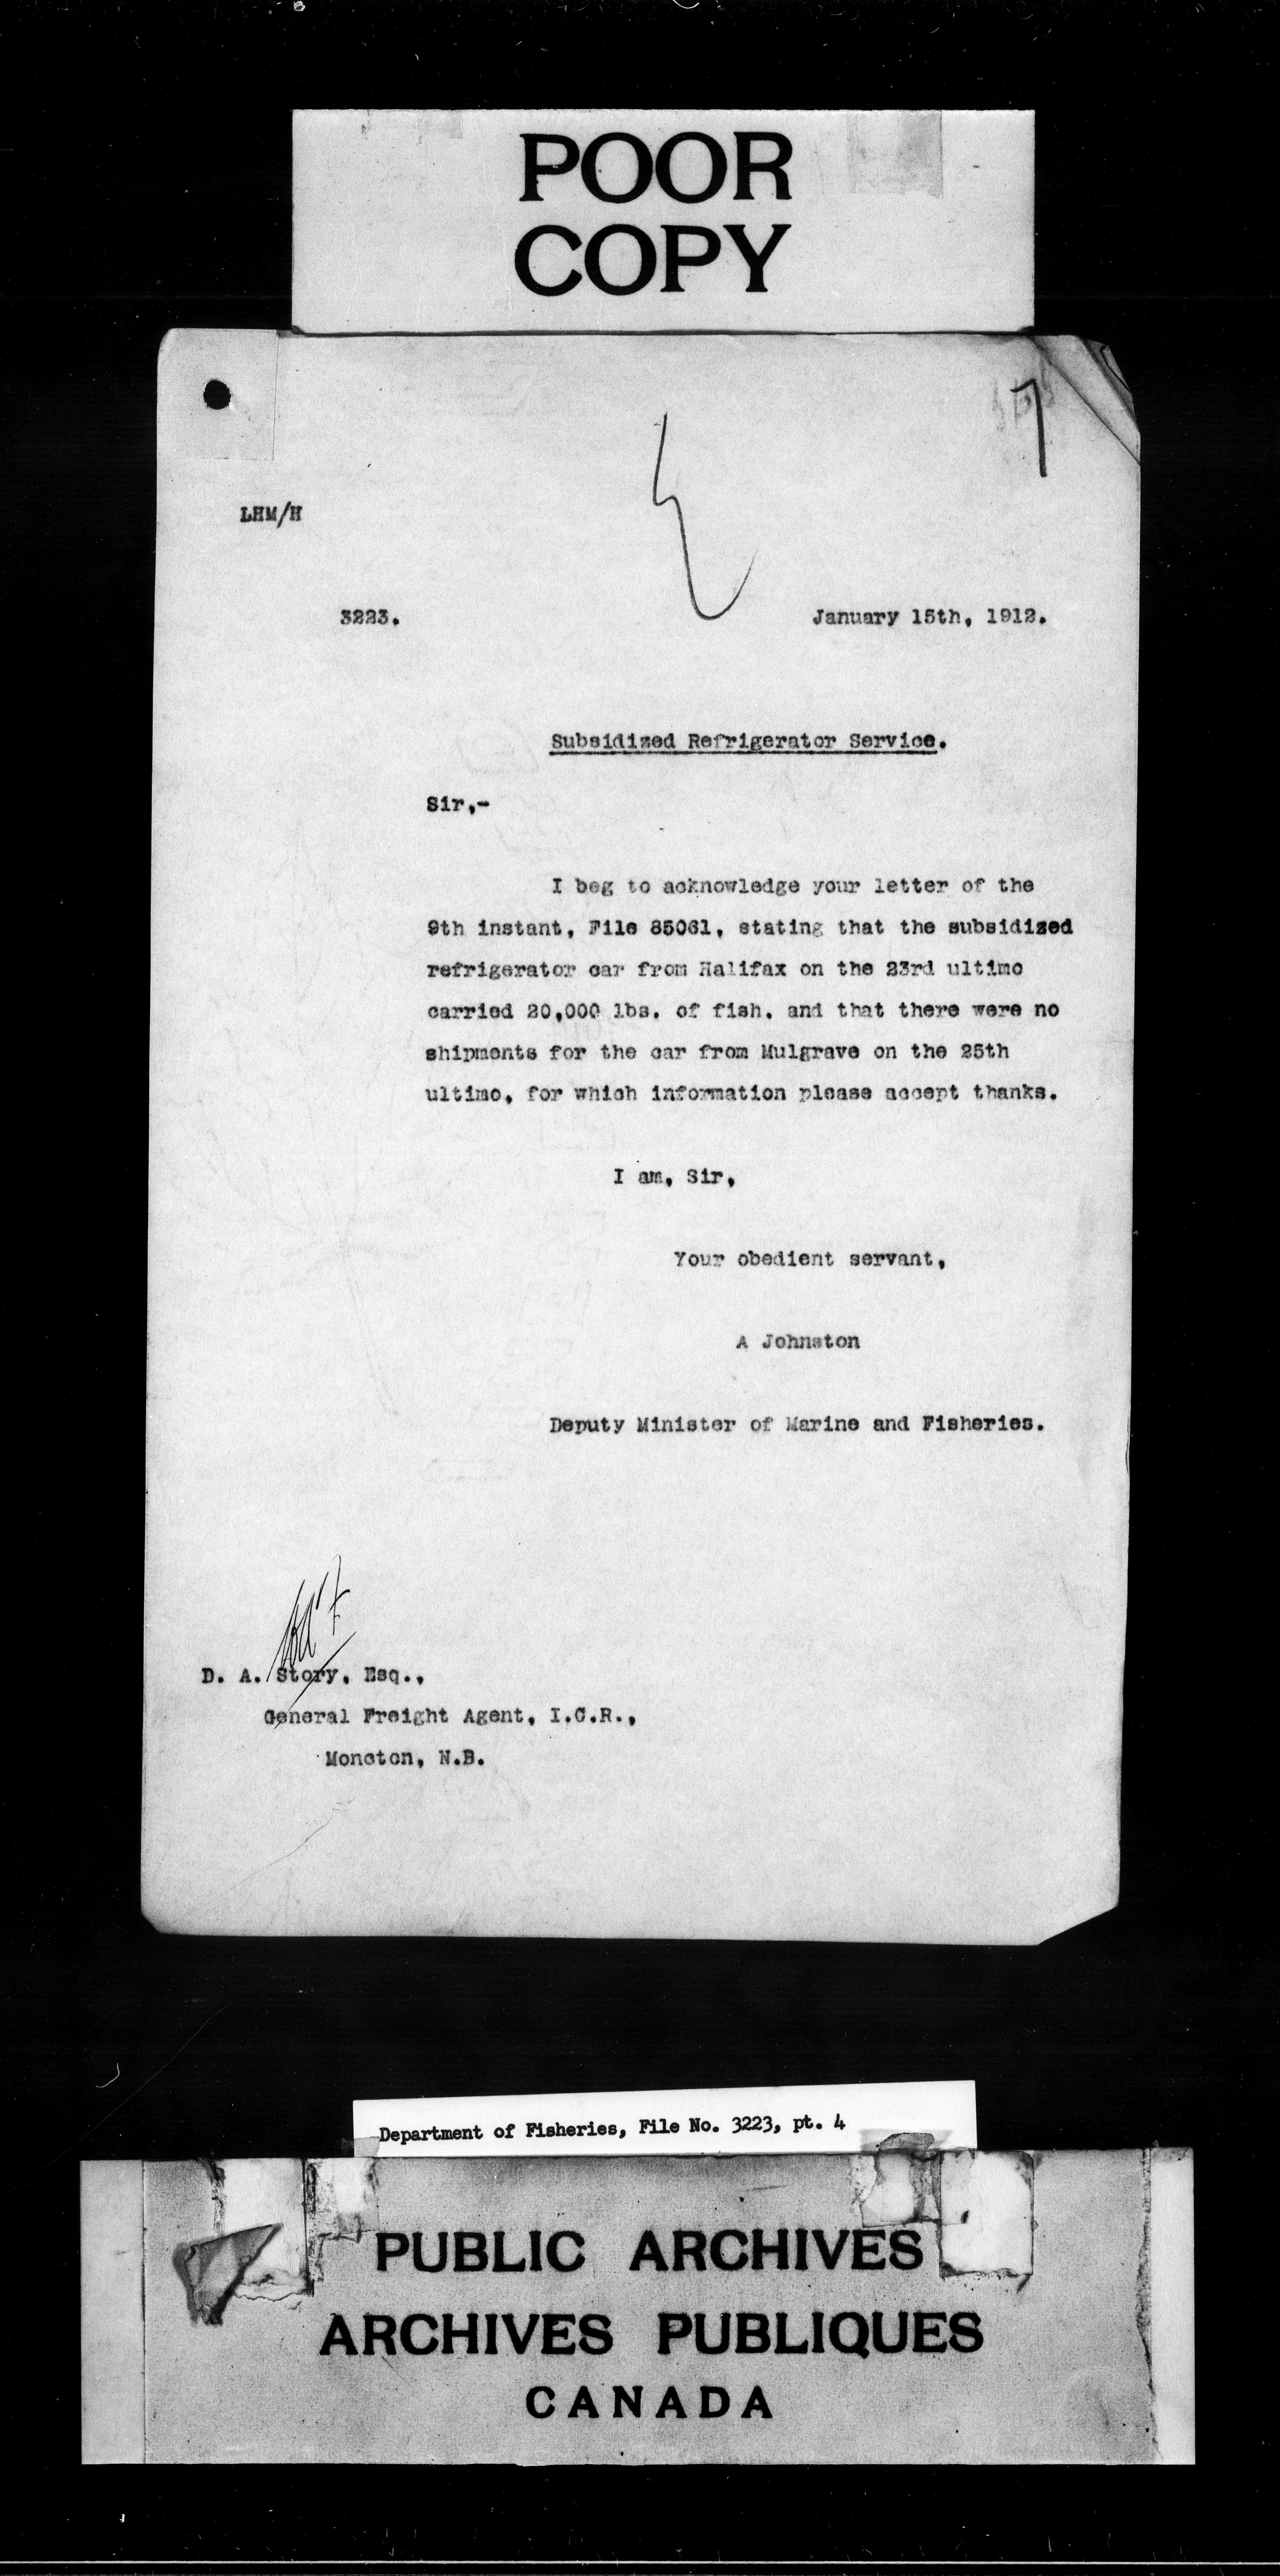 POOR
COPY
7
LHM/H
3223.
January 15th, 1912.
Subsidized Refrigerator Service.
Sir,-
I beg to acknowledge your letter of the
9th instant, File 85061, stating that the subsidized
refrigerator car from Halifax on the 23rd ultimo
carried 20,000 lbs. of fish, and that there were no
shipments for the car from Mulgrave on the 25th
ultimo, for which information please accept thanks.
I am, Sir,
Your obedient servant,
A Johnston
Deputy Minister of Marine and Fisheries.
D. A. Story, Esq.,
General Freight Agent, I.C.R.,
Moncton, N.B.
Department of Fisheries, File No. 3223, pt. 4
PUBLIC ARCHIVES
ARCHIVES PUBLIQUES
CANADA